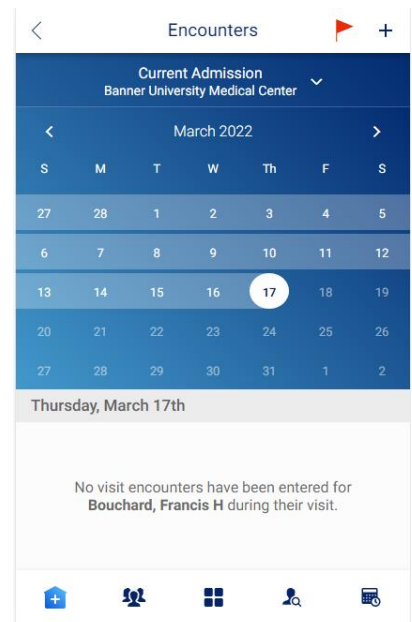 Encounters
Current Admission
Banner University Medical Center
March 2022
S M T W Th F S
27 28 1 2 3 4 5
6 7 8 9 10 11 12
13 14 15 16 17 18 19
20 21 22 23 24 25 26
27 28 29 30 31 1 2
Thursday, March 17th
No visit encounters have been entered for
Bouchard, Francis H during their visit.